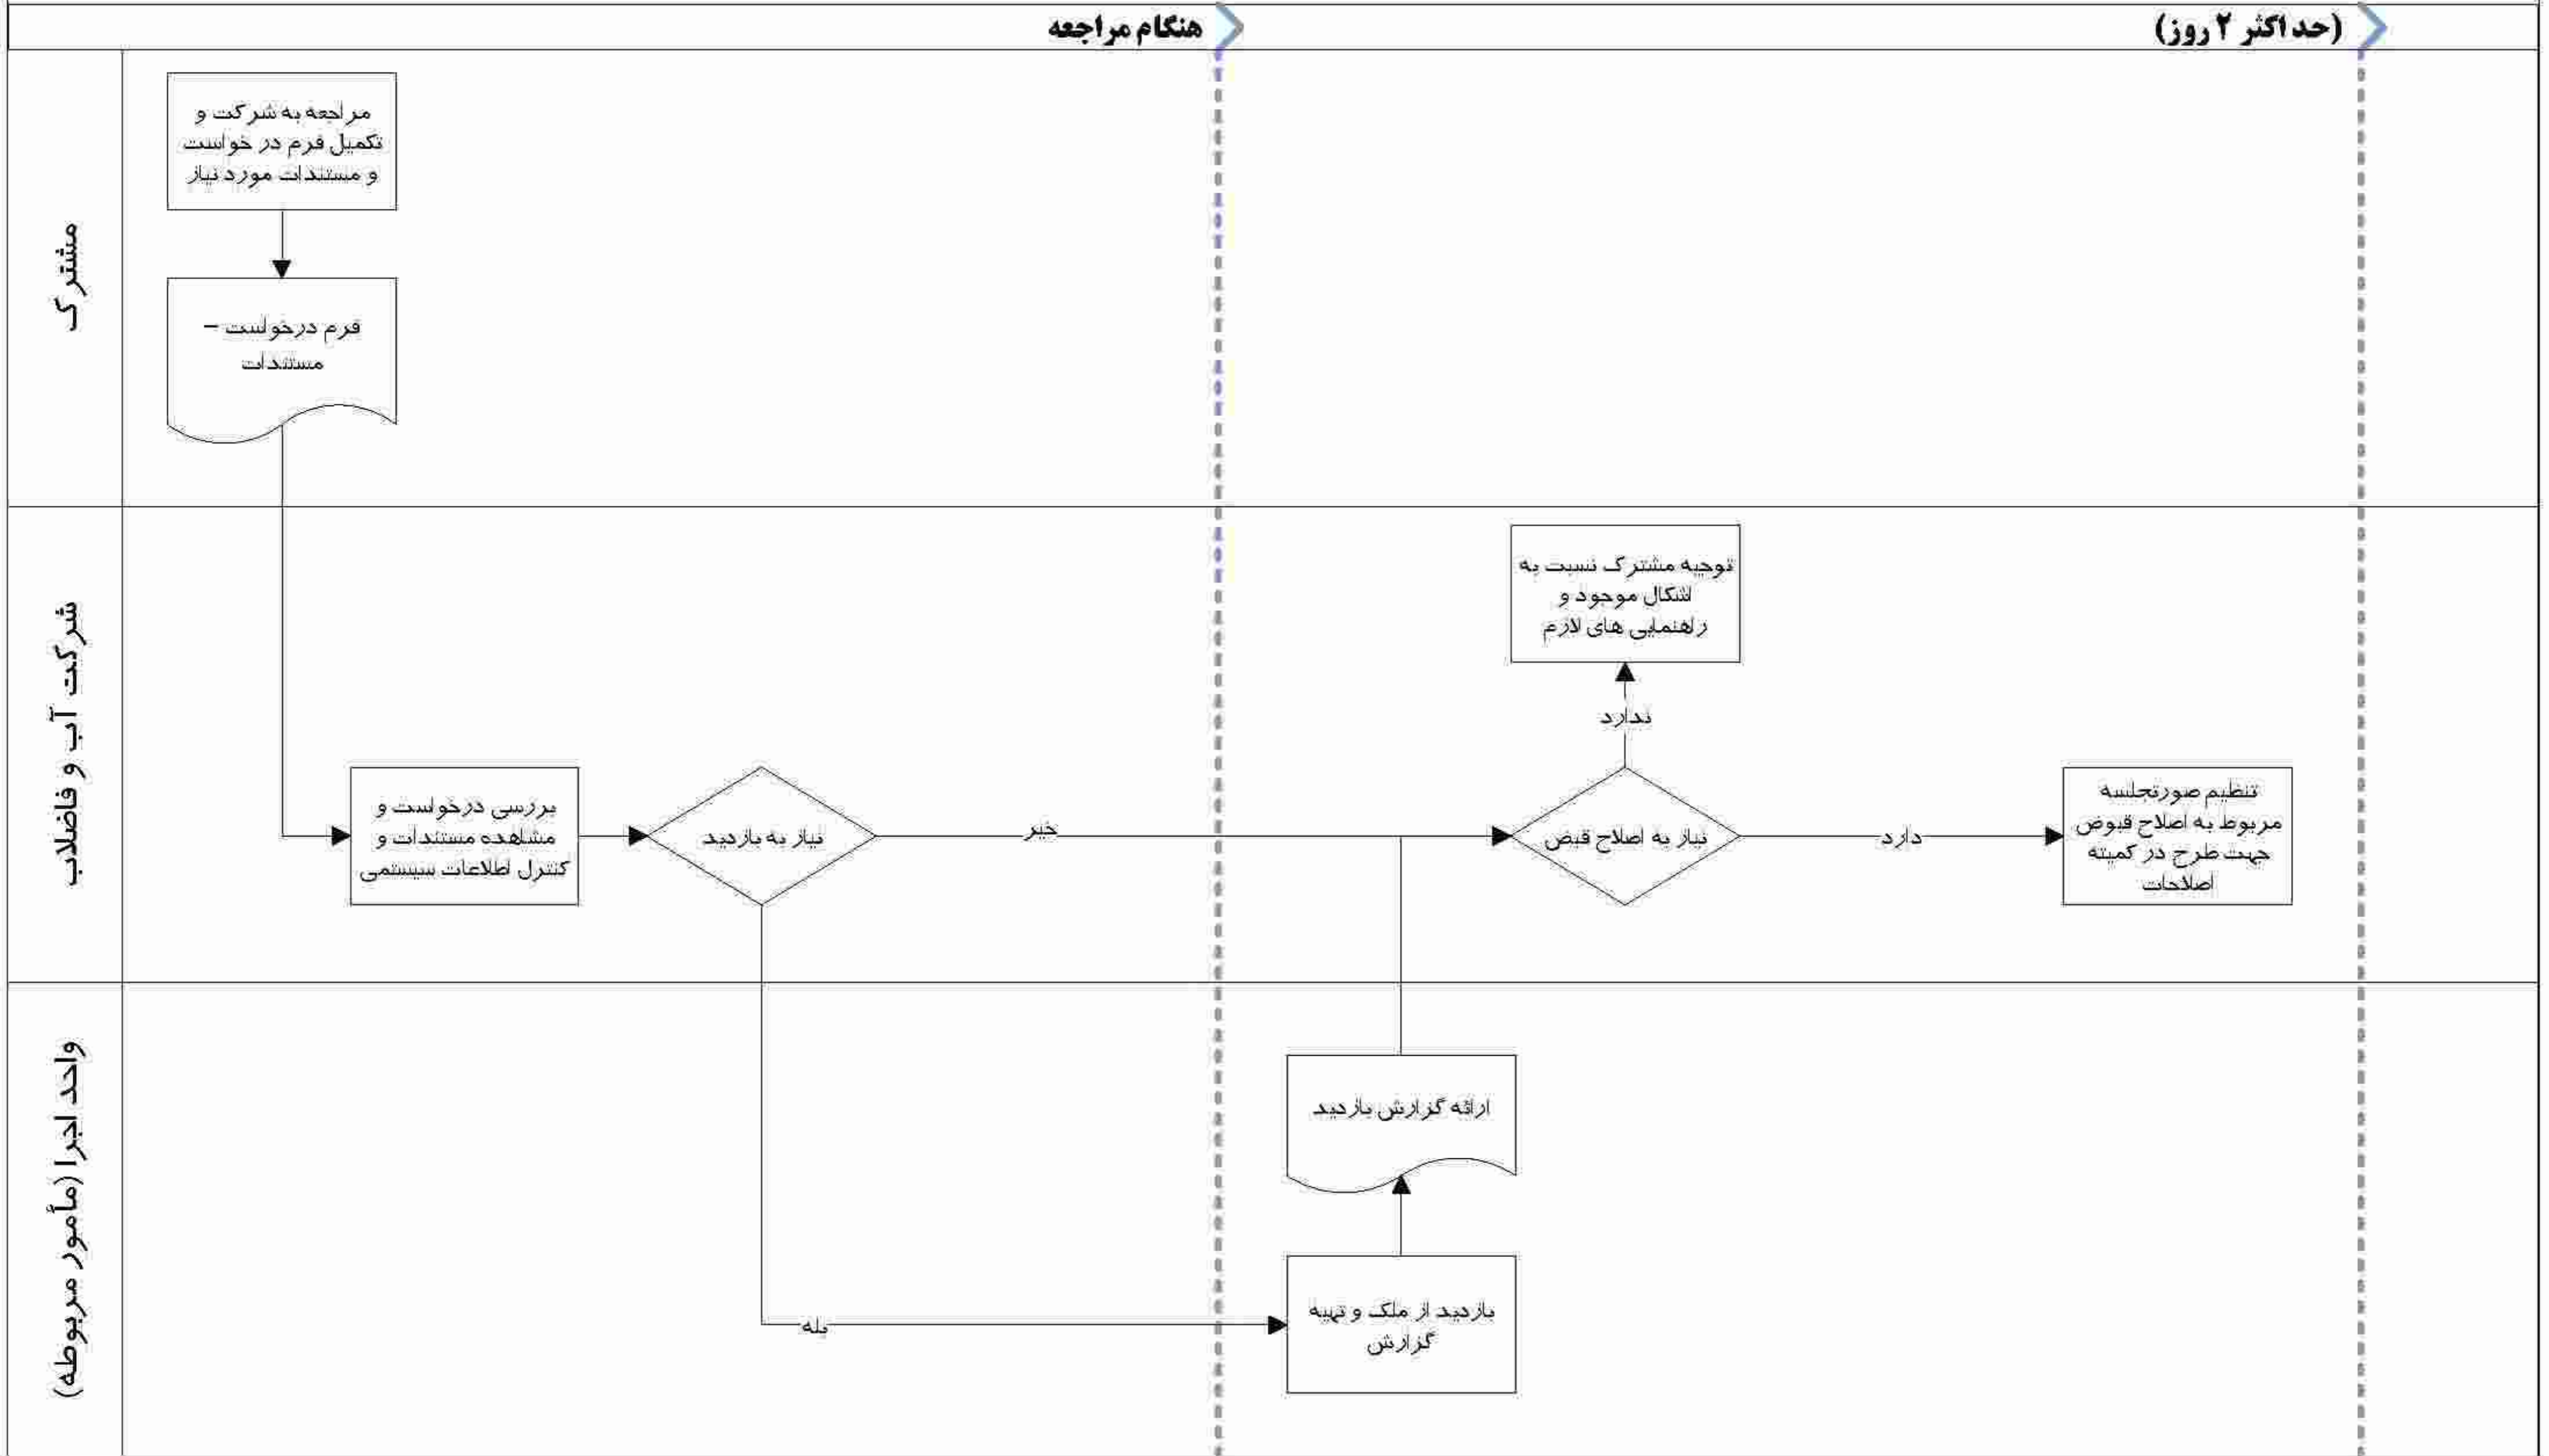 هنگام مراجعه
(حداکثر ۲ روز)
مشترک
مراجعه به شرکت و
تکمیل فرم در خواست
و مستندات مورد نیاز
فرم درخواست –
مستندات
شرکت آب و فاضلاب
بررسی درخواست و
مشاهده مستندات و
کنترل اطلاعات سیستمی
نیاز به بازدید
خیر
بله
توجیه مشترک نسبت به
اشکال موجود و
راهنمایی های لازم
ندارد
نیاز به اصلاح قبض
دارد
تنظیم صورتجلسه
مربوط به اصلاح قبوض
جهت طرح در کمیته
اصلاحات
واحد اجرا (مأمور مربوطه)
ارائه گزارش بازدید
بازدید از ملک و تهیه
گزارش